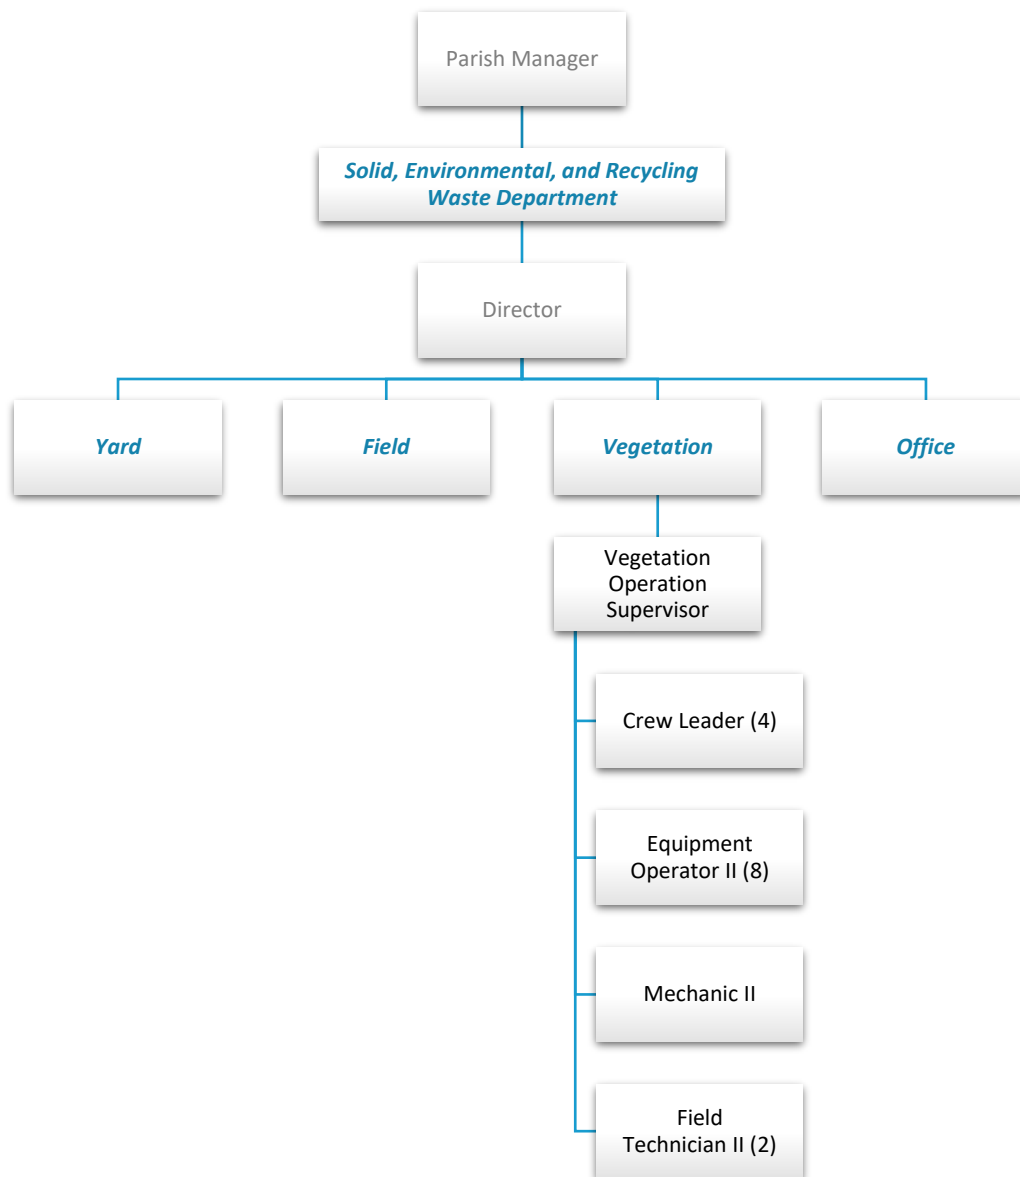 Parish Manager
Solid, Environmental, and Recycling
Waste Department
Director
Yard
Field
Vegetation
Office
Vegetation
Operation
Supervisor
Crew Leader (4)
Equipment
Operator II (8)
Mechanic II
Field
Technician II (2)